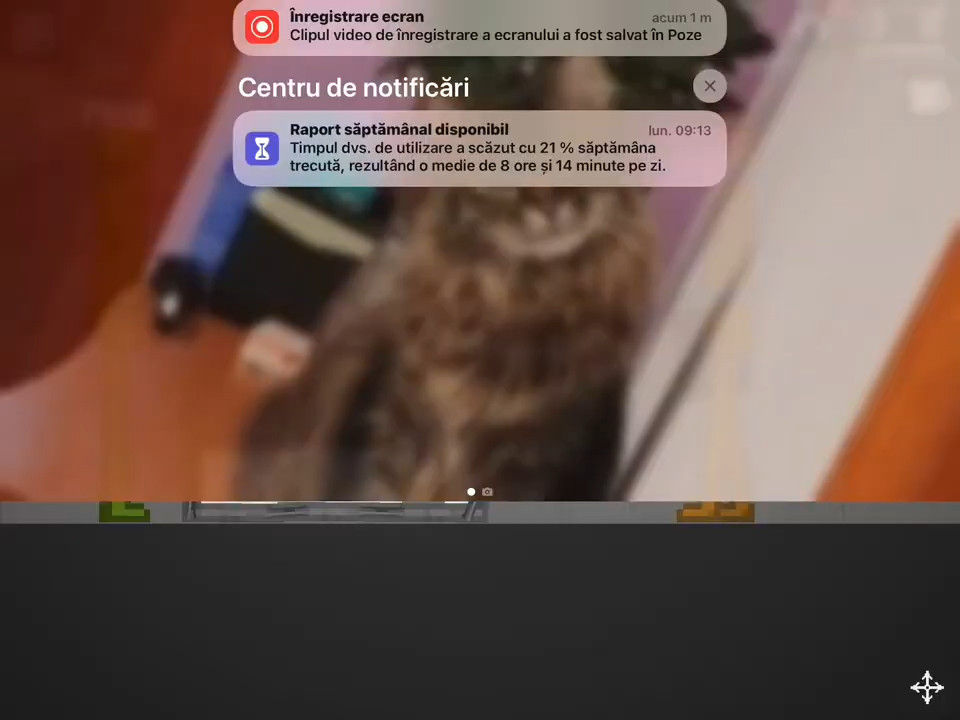 Înregistrare ecran
acum 1 m
Clipul video de înregistrare a ecranului a fost salvat în Poze
Centru de notificări
Raport săptămânal disponibil
lun. 09:13
Timpul dvs. de utilizare a scăzut cu 21 % săptămâna
trecută, rezultând o medie de 8 ore și 14 minute pe zi.